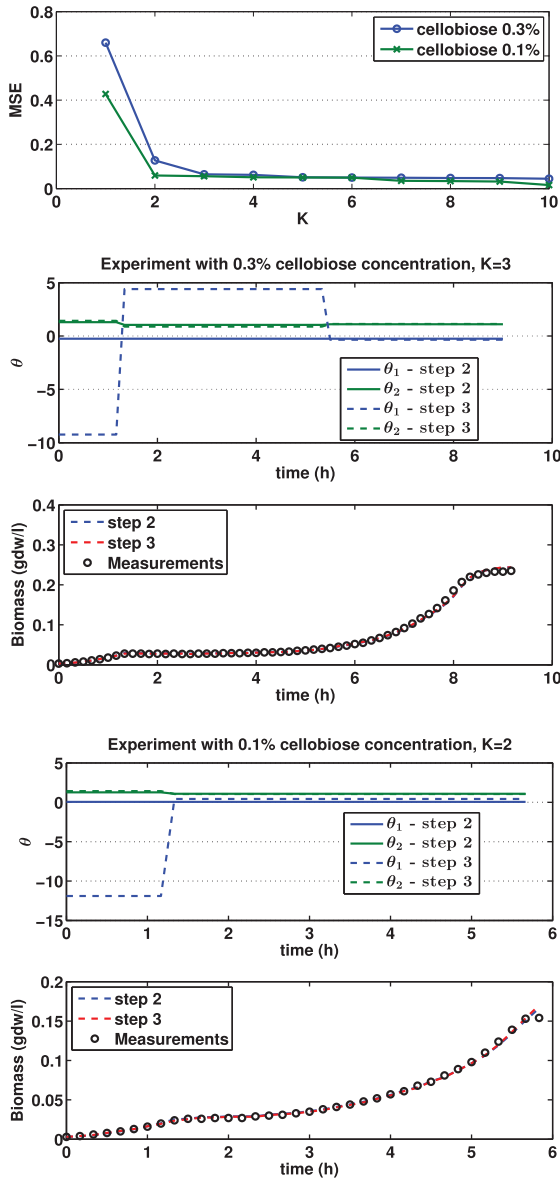 0.8
0.6
0.4
0.2
0
MSE
cellobiose 0.3%
cellobiose 0.1%
0 2 4 6 8 10
K
Experiment with 0.3% cellobiose concentration, K=3
5
0
−5
−10
θ
θ1 - step 2
θ2 - step 2
θ1 - step 3
θ2 - step 3
0 2 4 6 8 10
time (h)
0.4
0.3
0.2
0.1
0
Biomass (gdw/l)
step 2
step 3
Measurements
0 2 4 6 8 10
time (h)
Experiment with 0.1% cellobiose concentration, K=2
5
0
−5
−10
−15
θ
θ1 - step 2
θ2 - step 2
θ1 - step 3
θ2 - step 3
0 1 2 3 4 5 6
time (h)
0.2
0.15
0.1
0.05
0
Biomass (gdw/l)
step 2
step 3
Measurements
0 1 2 3 4 5 6
time (h)